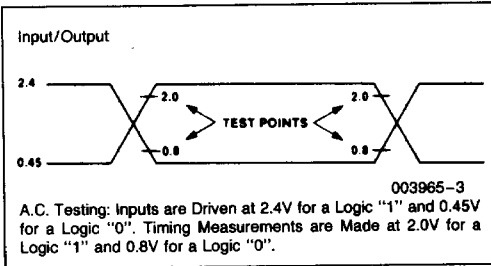 Input/Output
2.4
2.0 2.0
TEST POINTS
0.8 0.8
0.45
003965-3
A.C. Testing: Inputs are Driven at 2.4V for a Logic "1" and 0.45V
for a Logic "0". Timing Measurements are Made at 2.0V for a
Logic "1" and 0.8V for a Logic "0".